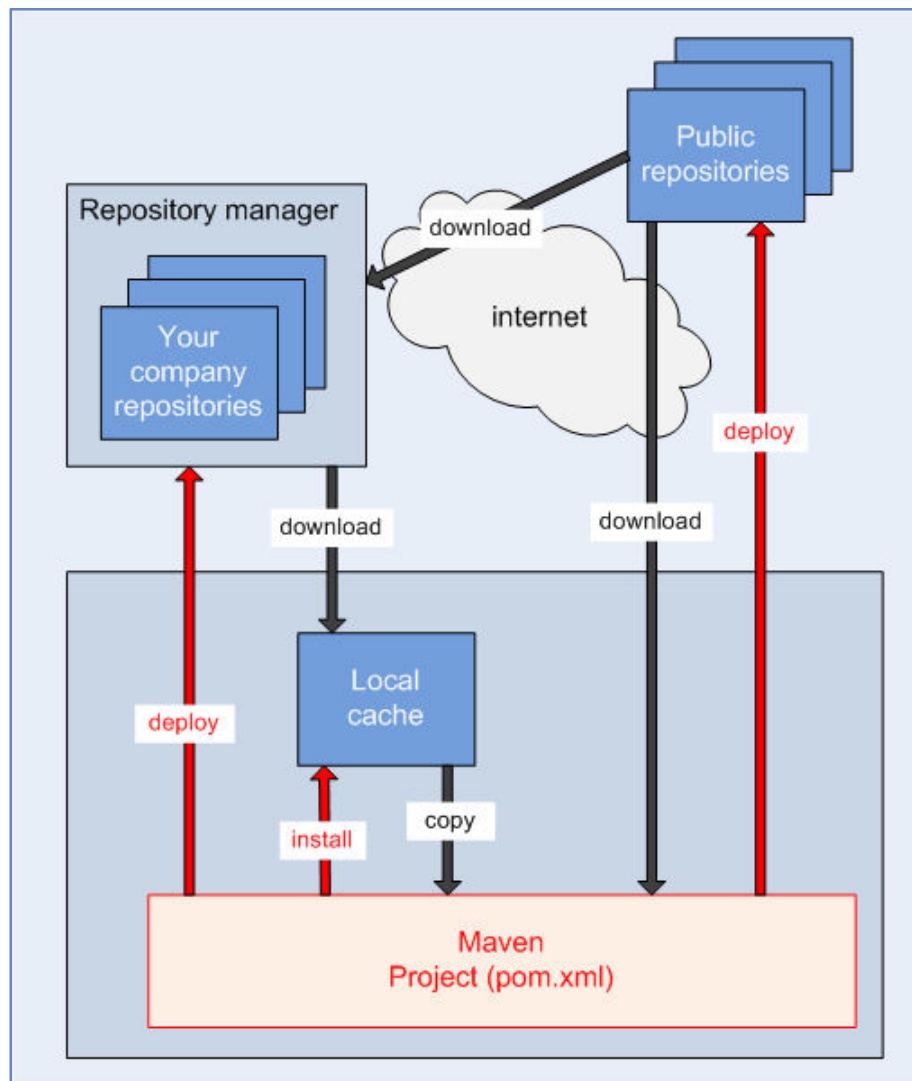 Public
repositories
Repository manager
download
internet
Your
company
repositories
deploy
download
download
Local
cache
deploy
copy
install
Maven
Project (pom.xml)